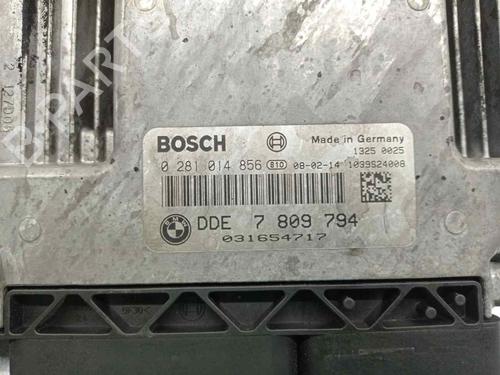 BOSCH
Made in Germany
1325 0025
0 281 014 856 810 08-02-14 1039S24008
DDE 7 809 794
031654717
B-PARTS